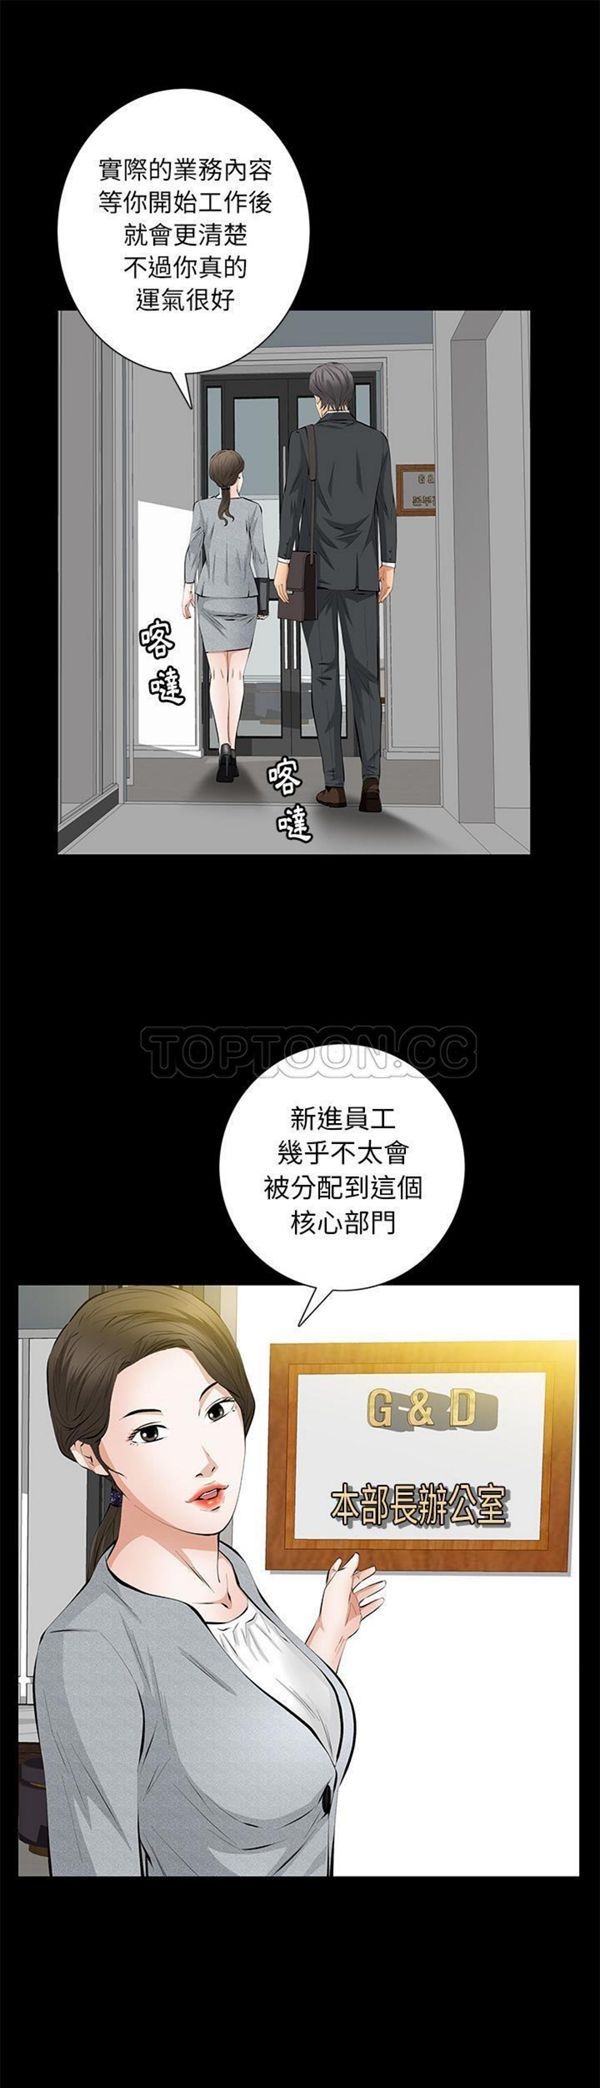 實際的業務內容
等你開始工作後
就會更清楚
不過你真的
運氣很好
G &
喀
噠
喀
噠
TOPTOON.CC
新進員工
幾乎不太會
被分配到這個
核心部門
G & D
本部長辦公室